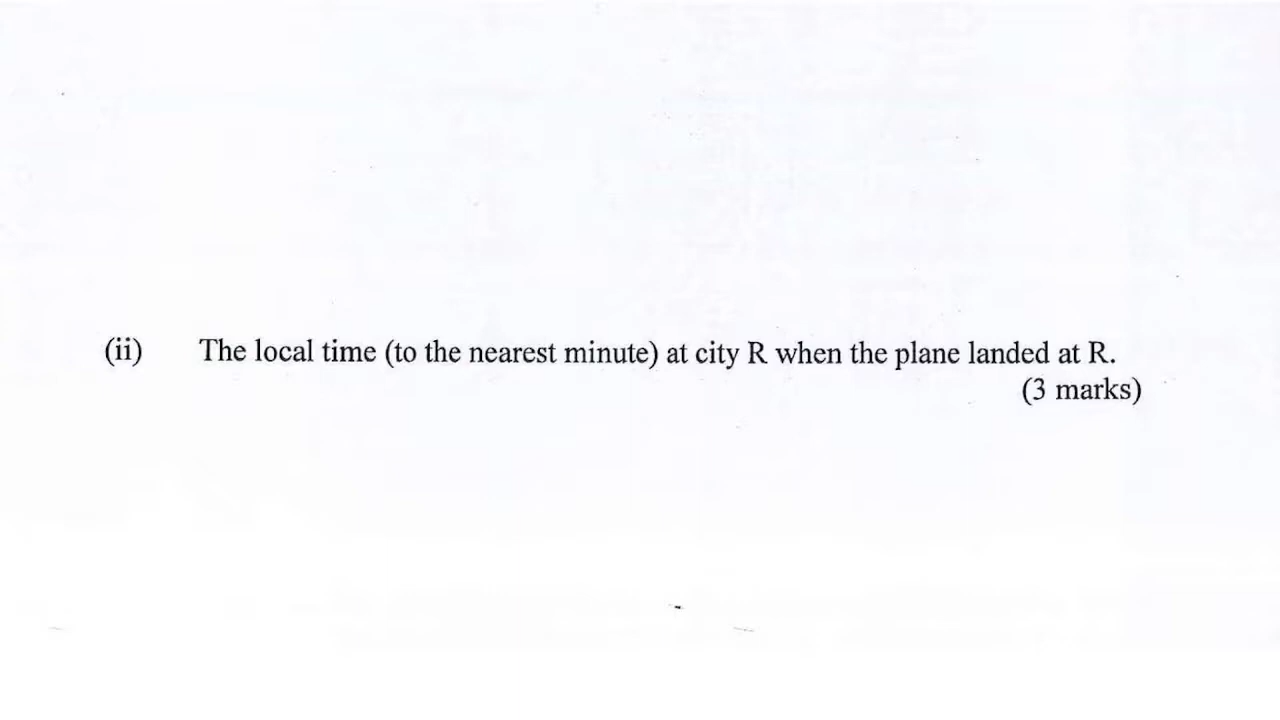 (ii) The local time (to the nearest minute) at city R when the plane landed at R.
(3 marks)